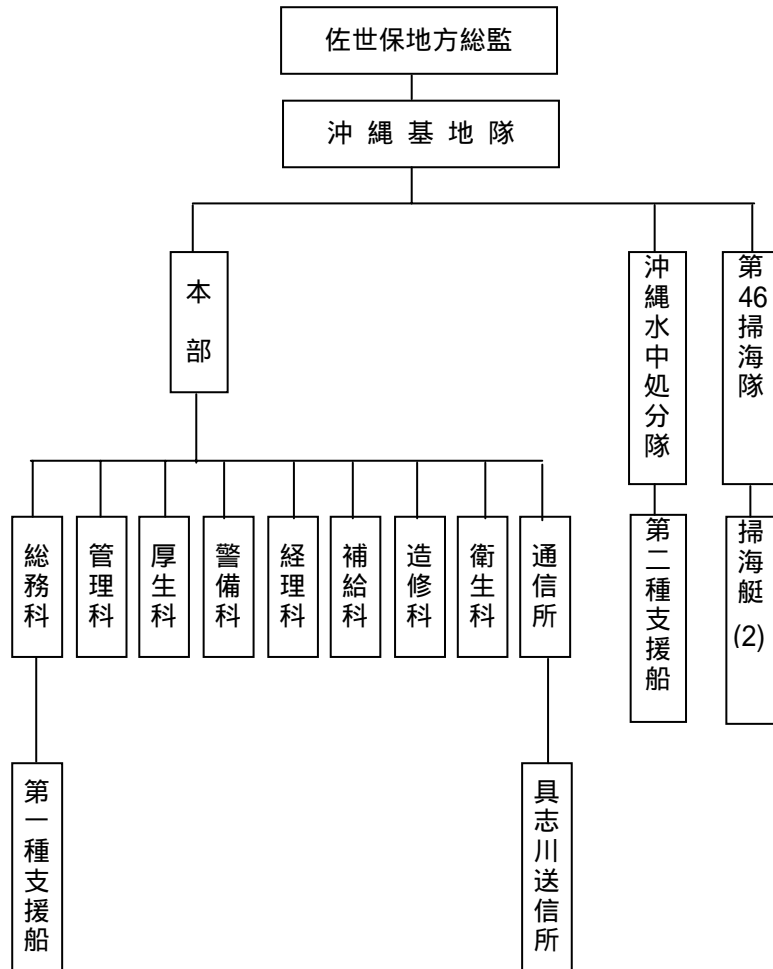 佐世保地方総監
沖縄基地隊
本部
沖縄水中処分隊
第46掃海隊
総務科
管理科
厚生科
警備科
経理科
補給科
造修科
衛生科
通信所
第二種支援船
掃海艇(2)
第一種支援船
具志川送信所